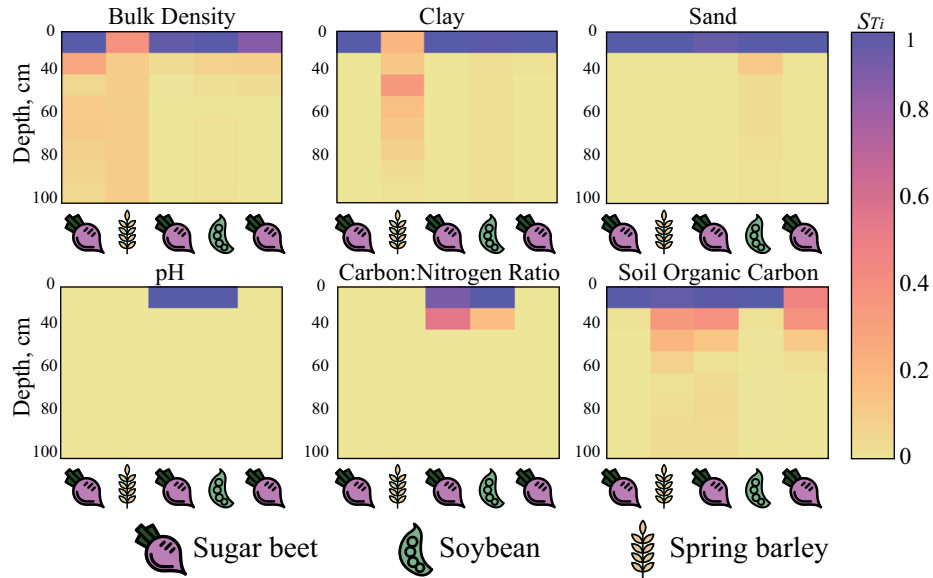 Bulk Density Clay Sand S_Ti
0 0 0 1
40 40 40
60 60 60 0.8
80 80 80
100 100 100
Depth, cm
0.6
pH Carbon:Nitrogen Ratio Soil Organic Carbon
0 0 0
40 40 40 0.4
60 60 60
0.2
80 80 80
100 100 100 0
Depth, cm
Sugar beet Soybean Spring barley